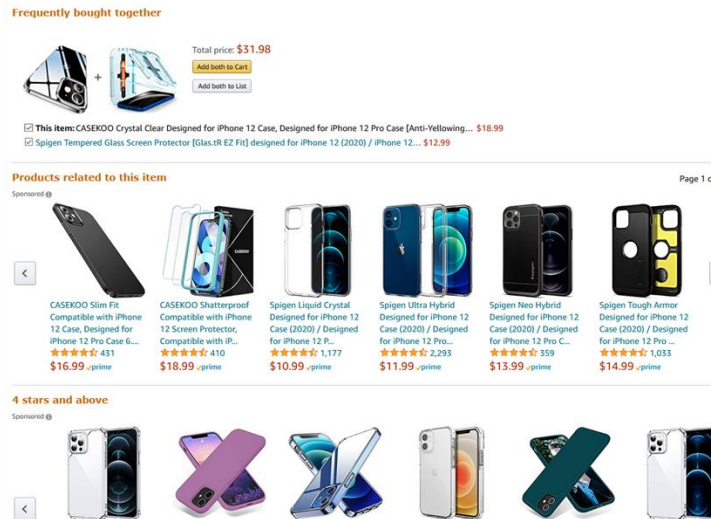 Frequently bought together
Total price: $31.98
Add both to Cart
+
Add both to List
This item: CASEKOO Crystal Clear Designed for iPhone 12 Case, Designed for iPhone 12 Pro Case [Anti-Yellowing... $18.99
Spigen Tempered Glass Screen Protector [Glas.tR EZ Fit] designed for iPhone 12 (2020) / iPhone 12... $12.99
Products related to this item
Page 1 o
Sponsored
CASEKOO Slim Fit
Compatible with iPhone
12 Case, Designed for
iPhone 12 Pro Case 6....
431
$16.99 prime
CASEKOO Shatterproof
Compatible with iPhone
12 Screen Protector,
Compatible with iP...
410
$18.99 prime
Spigen Liquid Crystal
Designed for iPhone 12
Case (2020) / Designed
for iPhone 12 P...
1,177
$10.99 prime
Spigen Ultra Hybrid
Designed for iPhone 12
Case (2020) / Designed
for iPhone 12 Pro ...
2,293
$11.99 prime
Spigen Neo Hybrid
Designed for iPhone 12
Case (2020) / Designed
for iPhone 12 Pro C...
359
$13.99 prime
Spigen Tough Armor
Designed for iPhone 12
Case (2020) / Designed
for iPhone 12 Pro ...
1,033
$14.99 prime
4 stars and above
Sponsored